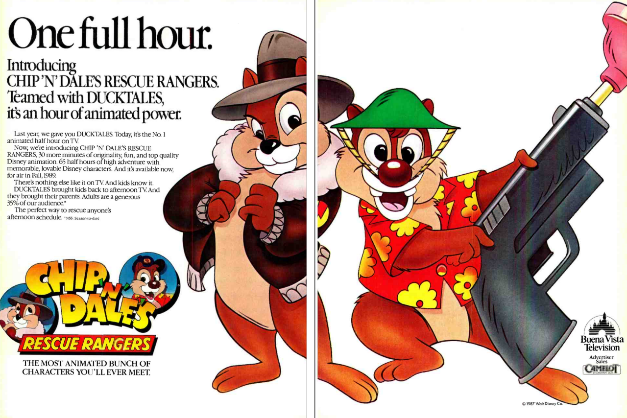 One full hour.
Introducing
CHIP 'N' DALE'S RESCUE RANGERS.
Teamed with DUCKTALES,
it's an hour of animated power.
Last year, we gave you DUCKTALES. Today, it's the No. 1
animated half hour on TV.
Now, we're introducing CHIP 'N' DALE'S RESCUE
RANGERS, 30 more minutes of originality, fun, and top quality
Disney animation. 65 half hours of high adventure with
memorable, lovable Disney characters. And it's available now,
for air in Fall, 1989.
There's nothing else like it on TV. And kids know it.
DUCKTALES brought kids back to afternoon TV. And
they brought their parents. Adults are a generous
35% of our audience.*
The perfect way to rescue anyone's
afternoon schedule.
CHIP
'N'
DALE'S
RESCUE RANGERS
THE MOST ANIMATED BUNCH OF
CHARACTERS YOU'LL EVER MEET.
Buena Vista
Television
Advertiser
Sales
CAMELOT
© 1987 Walt Disney Co.